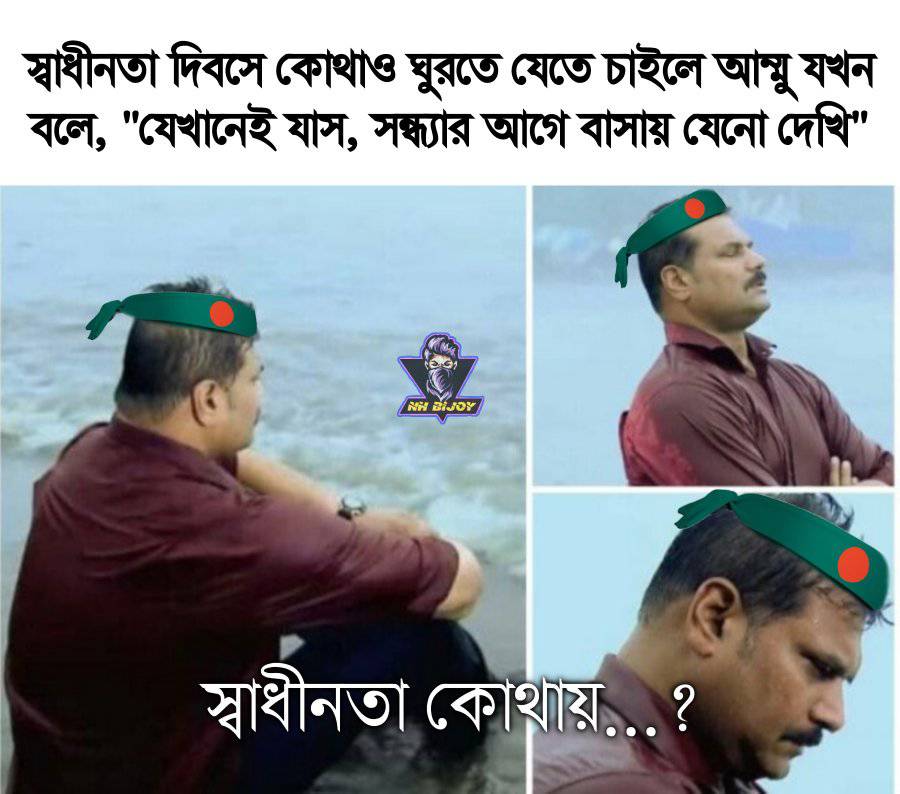 স্বাধীনতা দিবসে কোথাও ঘুরতে যেতে চাইলে আম্মু যখন
বলে, "যেখানেই যাস, সন্ধ্যার আগে বাসায় যেনো দেখি"
NH BIJOY
স্বাধীনতা কোথায়...?